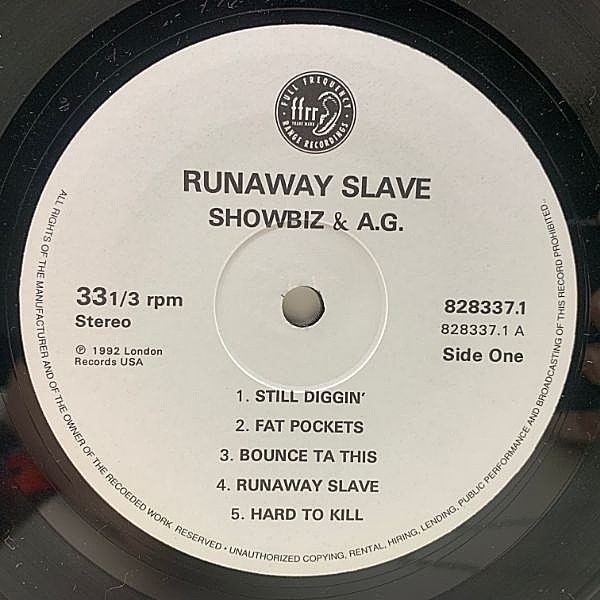 FULL FREQUENCY
ffrr
TRADE MARK
RANGE RECORDINGS
RUNAWAY SLAVE
SHOWBIZ & A.G.
33 1/3 rpm
Stereo
℗ 1992 London
Records USA
828337.1
828337.1 A
Side One
1. STILL DIGGIN'
2. FAT POCKETS
3. BOUNCE TA THIS
4. RUNAWAY SLAVE
5. HARD TO KILL
ALL RIGHTS OF THE MANUFACTURER AND OF THE OWNER OF THE RECOEDED WORK RESERVED • UNAUTHORIZED COPYING, RENTAL, HIRING, LENDING, PUBLIC PERFORMANCE AND BROADCASTING OF THIS RECORD PROHIBITED.